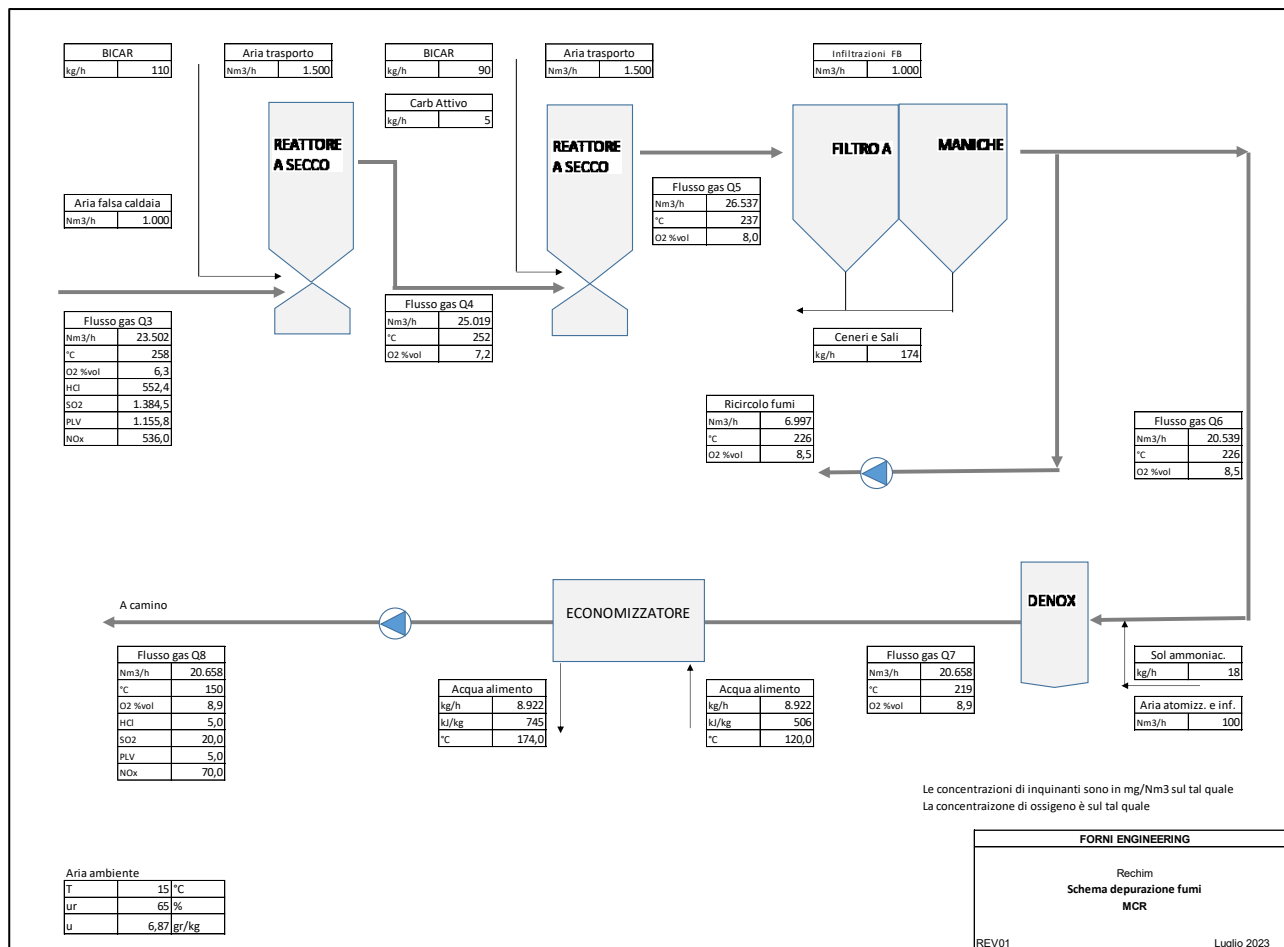 BICAR
kg/h 110
Aria trasporto
Nm3/h 1.500
BICAR
kg/h 90
Aria trasporto
Nm3/h 1.500
Infiltrazioni FB
Nm3/h 1.000
Carb Attivo
kg/h 5
REATTORE
A SECCO
REATTORE
A SECCO
FILTRO A MANICHE
Aria falsa caldaia
Nm3/h 1.000
Flusso gas Q5
Nm3/h 26.537
°C 237
O2 %vol 8,0
Flusso gas Q3
Nm3/h 23.502
°C 258
O2 %vol 6,3
HCl 552,4
SO2 1.384,5
PLV 1.155,8
NOx 536,0
Flusso gas Q4
Nm3/h 25.019
°C 252
O2 %vol 7,2
Ceneri e Sali
kg/h 174
Ricircolo fumi
Nm3/h 6.997
°C 226
O2 %vol 8,5
Flusso gas Q6
Nm3/h 20.539
°C 226
O2 %vol 8,5
A camino
ECONOMIZZATORE
DENOX
Flusso gas Q8
Nm3/h 20.658
°C 150
O2 %vol 8,9
HCl 5,0
SO2 20,0
PLV 5,0
NOx 70,0
Acqua alimento
kg/h 8.922
kJ/kg 745
°C 174,0
Acqua alimento
kg/h 8.922
kJ/kg 506
°C 120,0
Flusso gas Q7
Nm3/h 20.658
°C 219
O2 %vol 8,9
Sol ammoniac.
kg/h 18
Aria atomizz. e inf.
Nm3/h 100
Le concentrazioni di inquinanti sono in mg/Nm3 sul tal quale
La concentraizone di ossigeno è sul tal quale
Aria ambiente
T 15 °C
ur 65 %
u 6,87 gr/kg
FORNI ENGINEERING
Rechim
Schema depurazione fumi
MCR
REV01 Luglio 2023